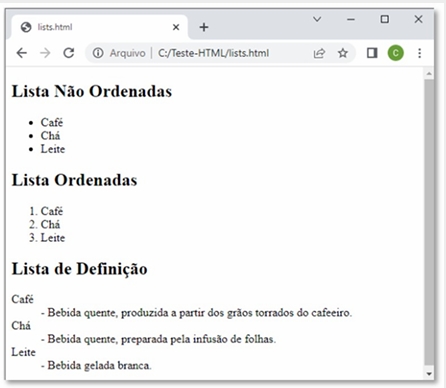 lists.html
Arquivo | C:/Teste-HTML/lists.html
C
Lista Não Ordenadas
• Café
• Chá
• Leite
Lista Ordenadas
1. Café
2. Chá
3. Leite
Lista de Definição
Café
- Bebida quente, produzida a partir dos grãos torrados do cafeeiro.
Chá
- Bebida quente, preparada pela infusão de folhas.
Leite
- Bebida gelada branca.